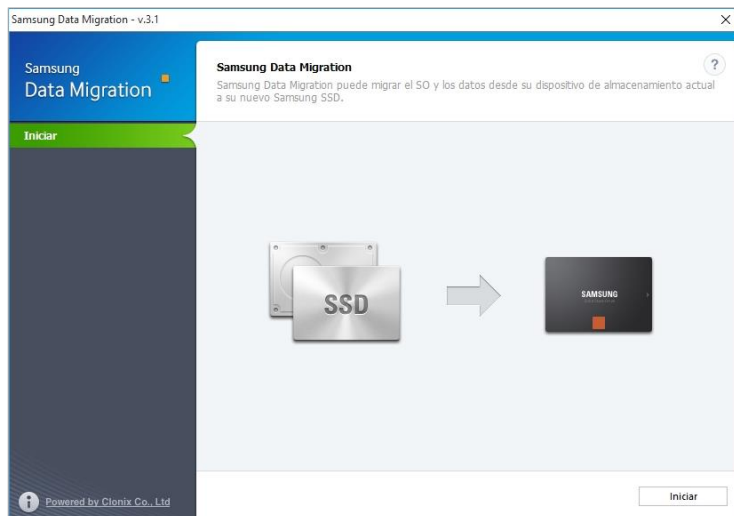 Samsung Data Migration - v.3.1
Samsung
Data Migration
Samsung Data Migration
?
Samsung Data Migration puede migrar el SO y los datos desde su dispositivo de almacenamiento actual
a su nuevo Samsung SSD.
Iniciar
SSD
SAMSUNG
Powered by Clonix Co., Ltd
Iniciar